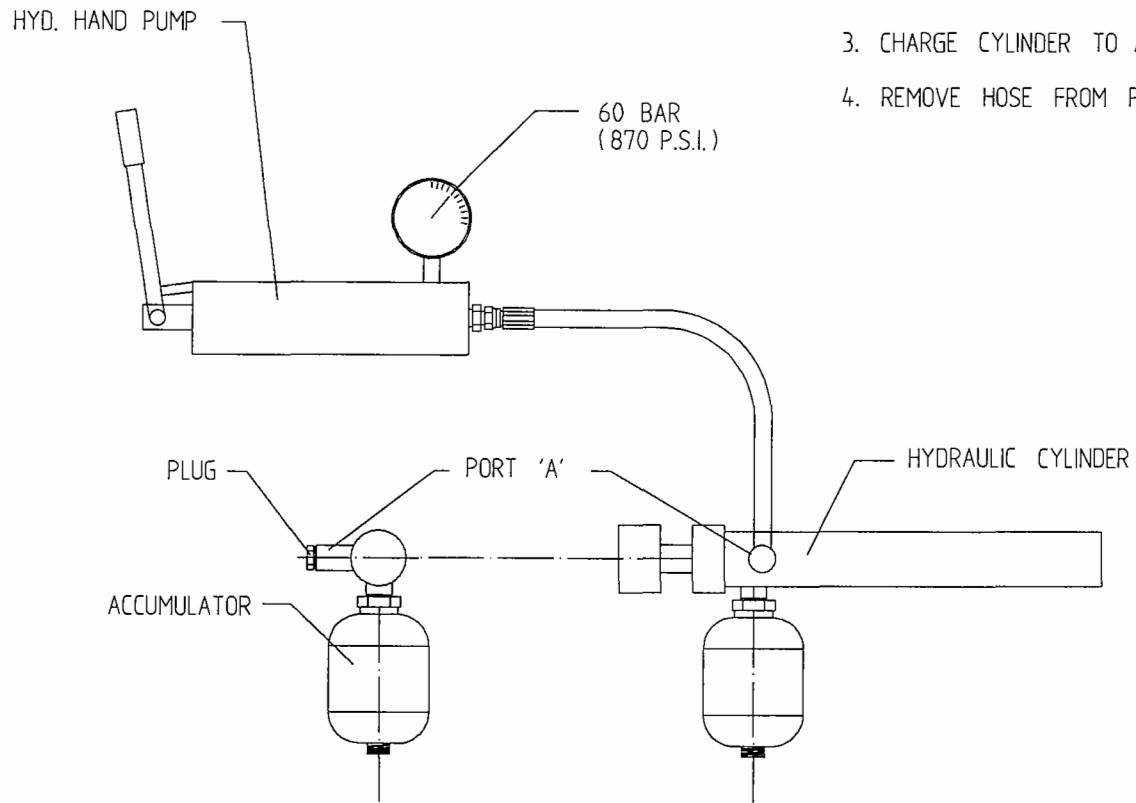 HYD. HAND PUMP
3. CHARGE CYLINDER TO
4. REMOVE HOSE FROM
60 BAR
(870 P.S.I.)
PLUG
PORT 'A'
HYDRAULIC CYLINDER
ACCUMULATOR